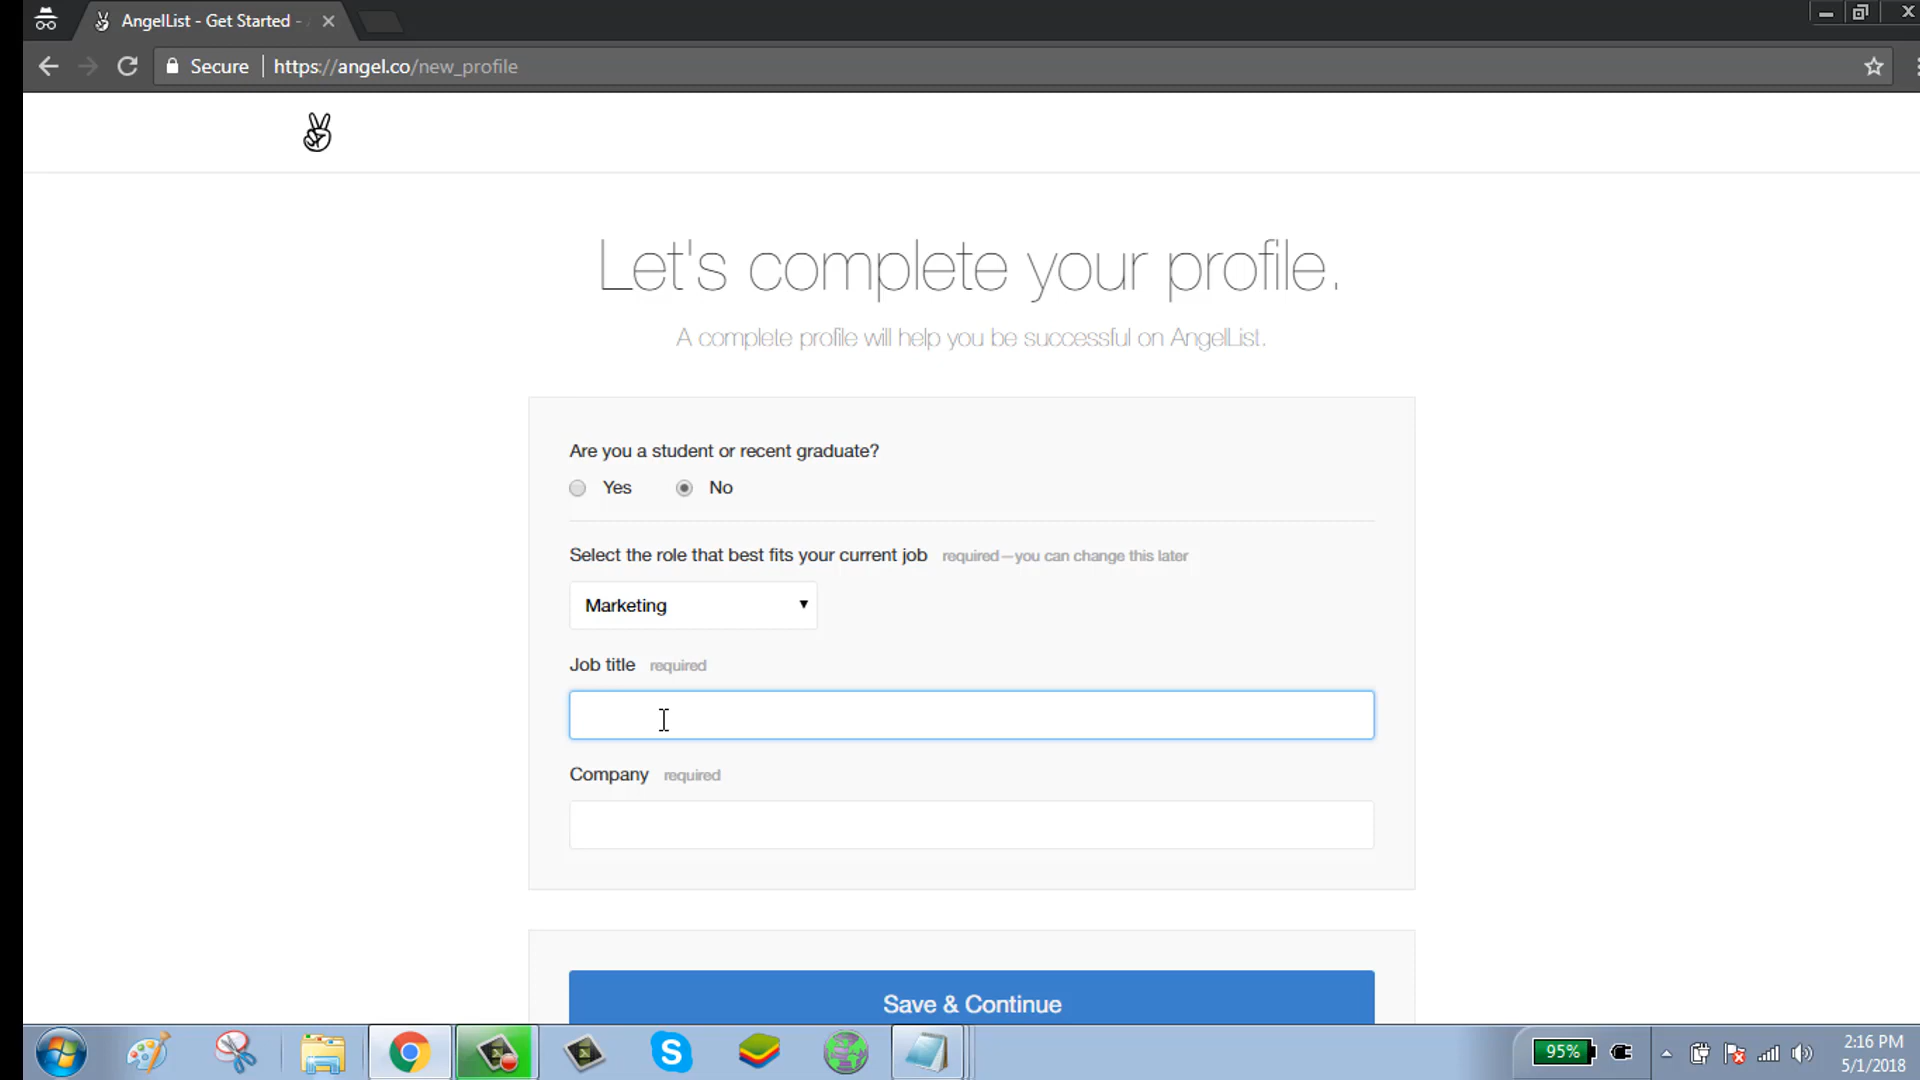 AngelList - Get Started -
Secure https://angel.co/new_profile
Let's complete your profile.
A complete profile will help you be successful on AngelList.
Are you a student or recent graduate?
Yes No
Select the role that best fits your current job required—you can change this later
Marketing
Job title required
Company required
Save & Continue
95%
2:16 PM
5/1/2018